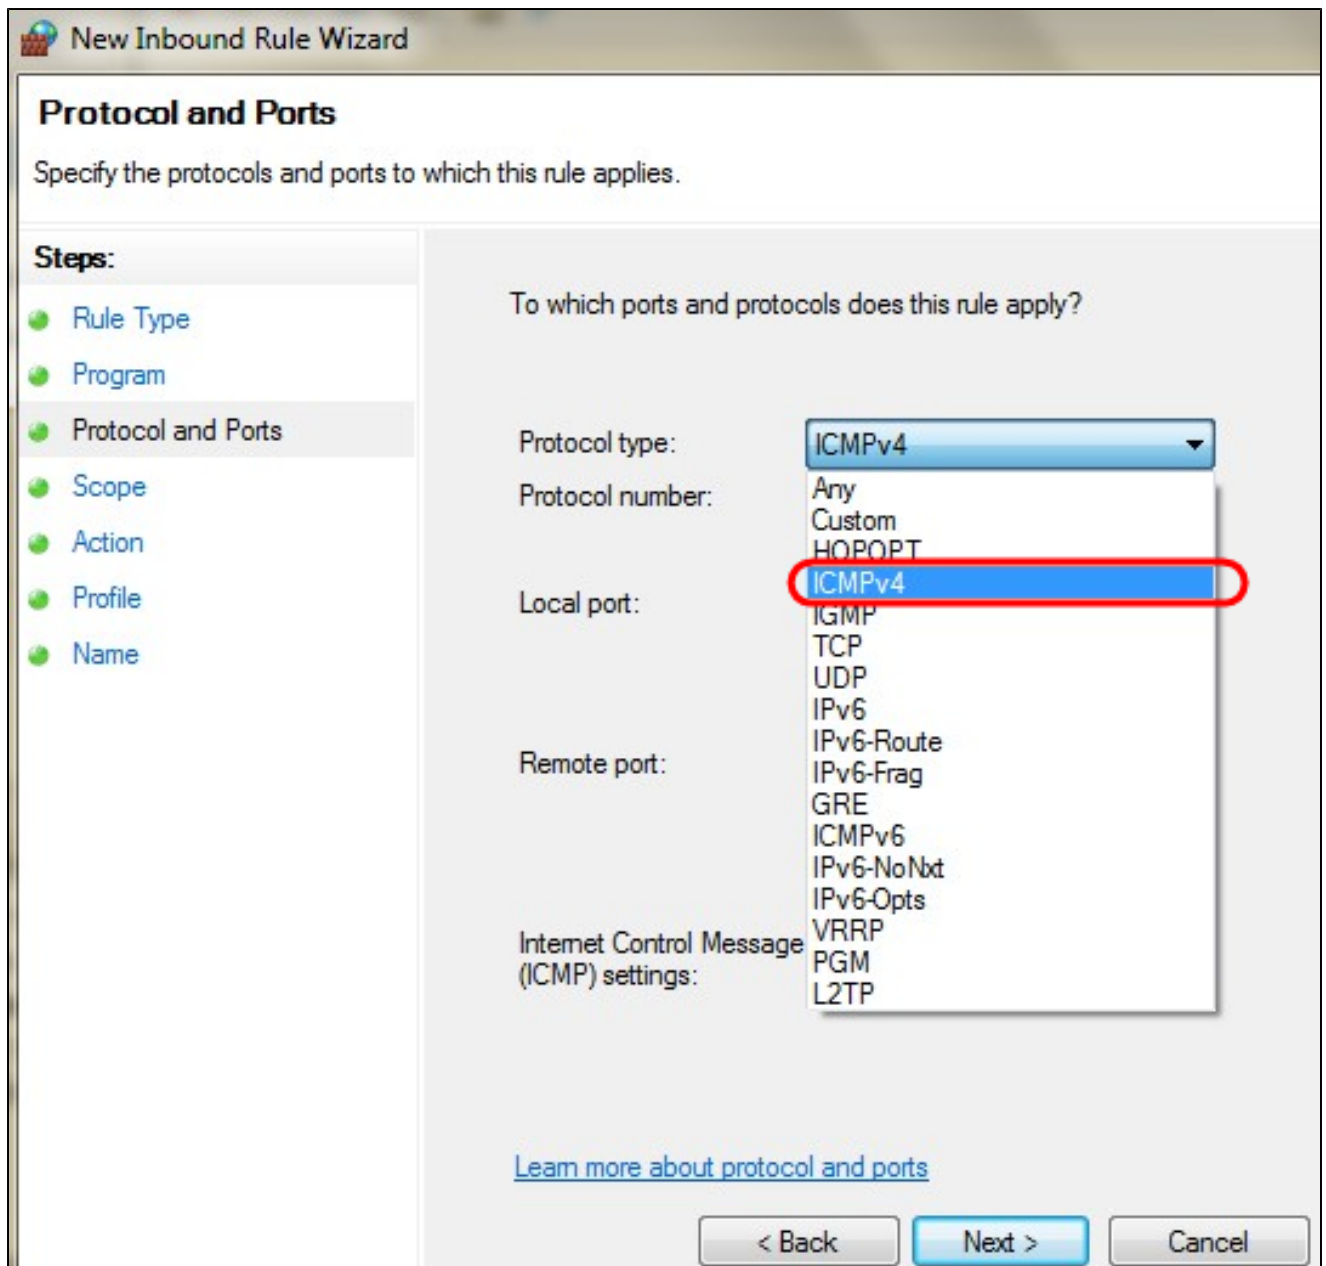 New Inbound Rule Wizard
Protocol and Ports
Specify the protocols and ports to which this rule applies.
Steps:
Rule Type
Program
Protocol and Ports
Scope
Action
Profile
Name
To which ports and protocols does this rule apply?
Protocol type:
ICMPv4
Protocol number:
Local port:
Remote port:
Internet Control Message
(ICMP) settings:
Any
Custom
HOPOPT
ICMPv4
IGMP
TCP
UDP
IPv6
IPv6-Route
IPv6-Frag
GRE
ICMPv6
IPv6-NoNxt
IPv6-Opts
VRRP
PGM
L2TP
Learn more about protocol and ports
< Back
Next >
Cancel